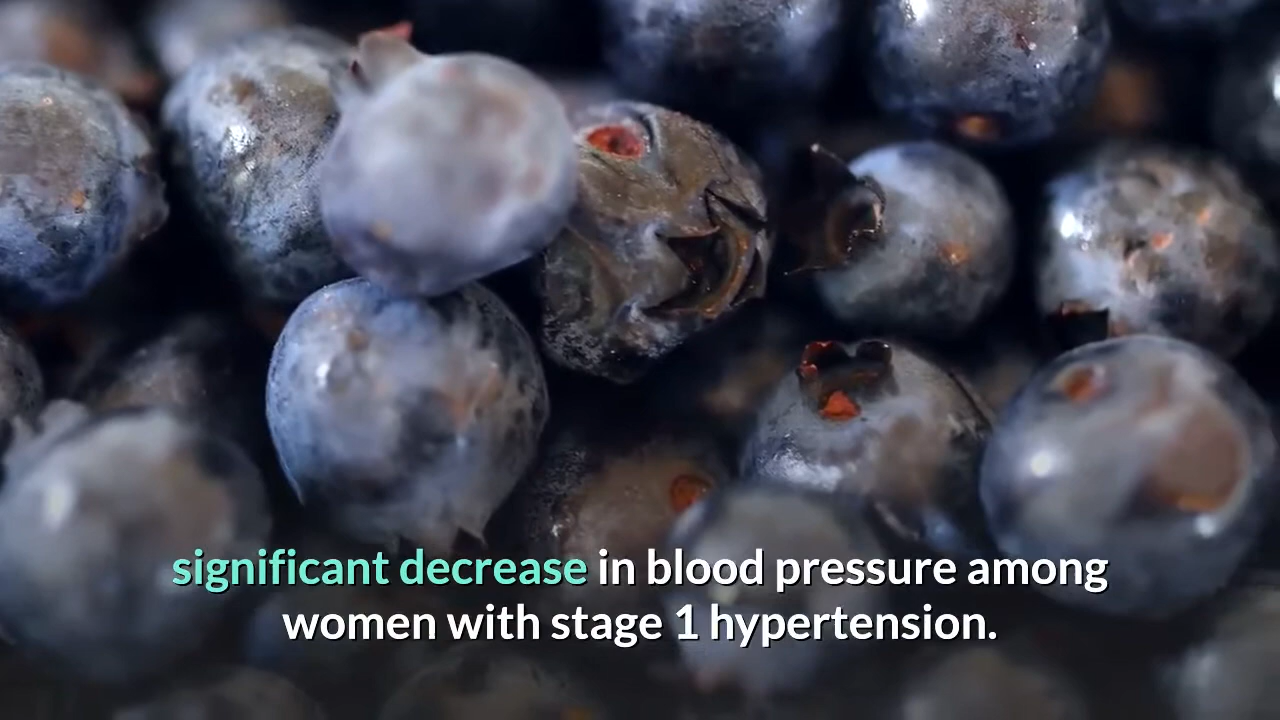 significant decrease in blood pressure among
women with stage 1 hypertension.